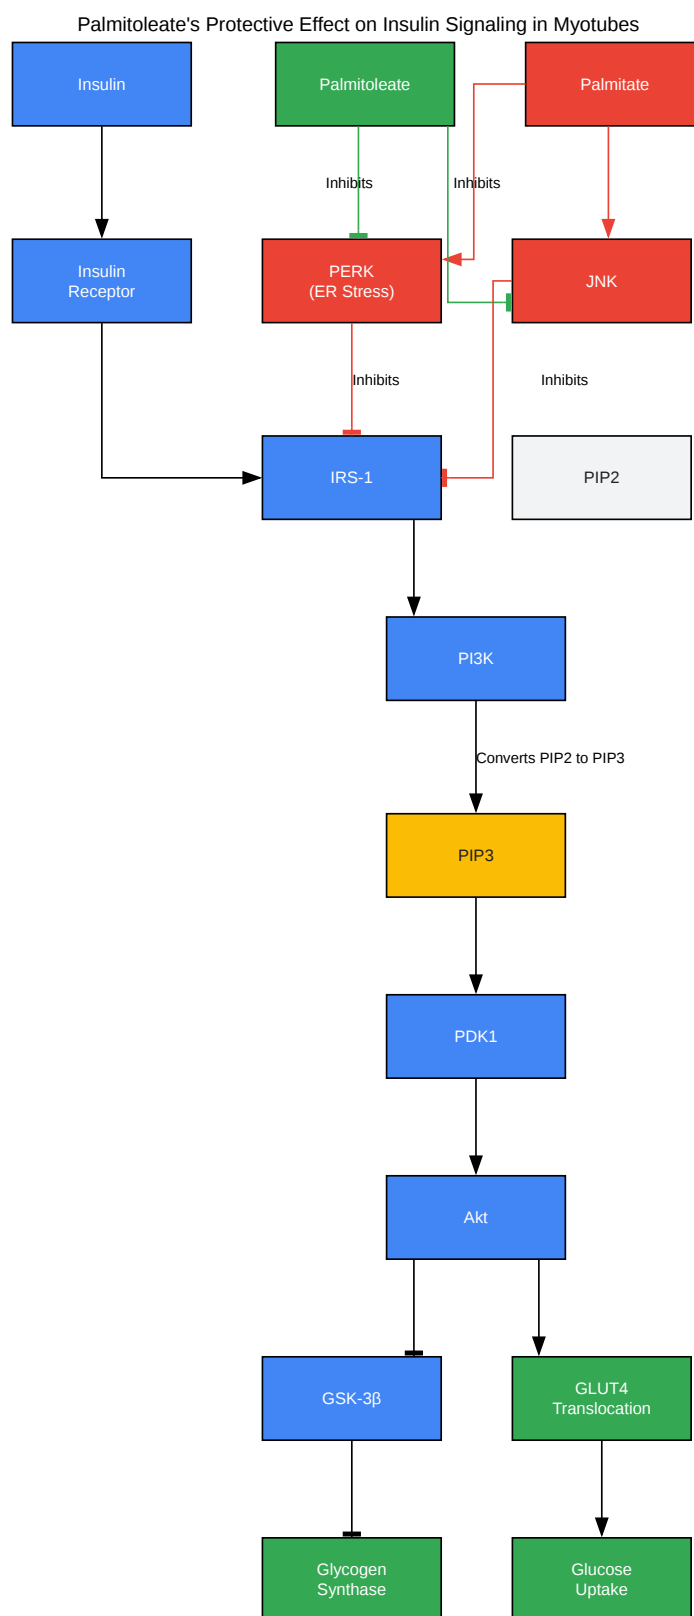 Palmitoleate's Protective Effect on Insulin Signaling in Myotubes
Insulin
Palmitoleate
Palmitate
Inhibits
Inhibits
Insulin
Receptor
PERK
(ER Stress)
JNK
Inhibits
Inhibits
IRS-1
PIP2
PI3K
Converts PIP2 to PIP3
PIP3
PDK1
Akt
GSK-3β
GLUT4
Translocation
Glycogen
Synthase
Glucose
Uptake